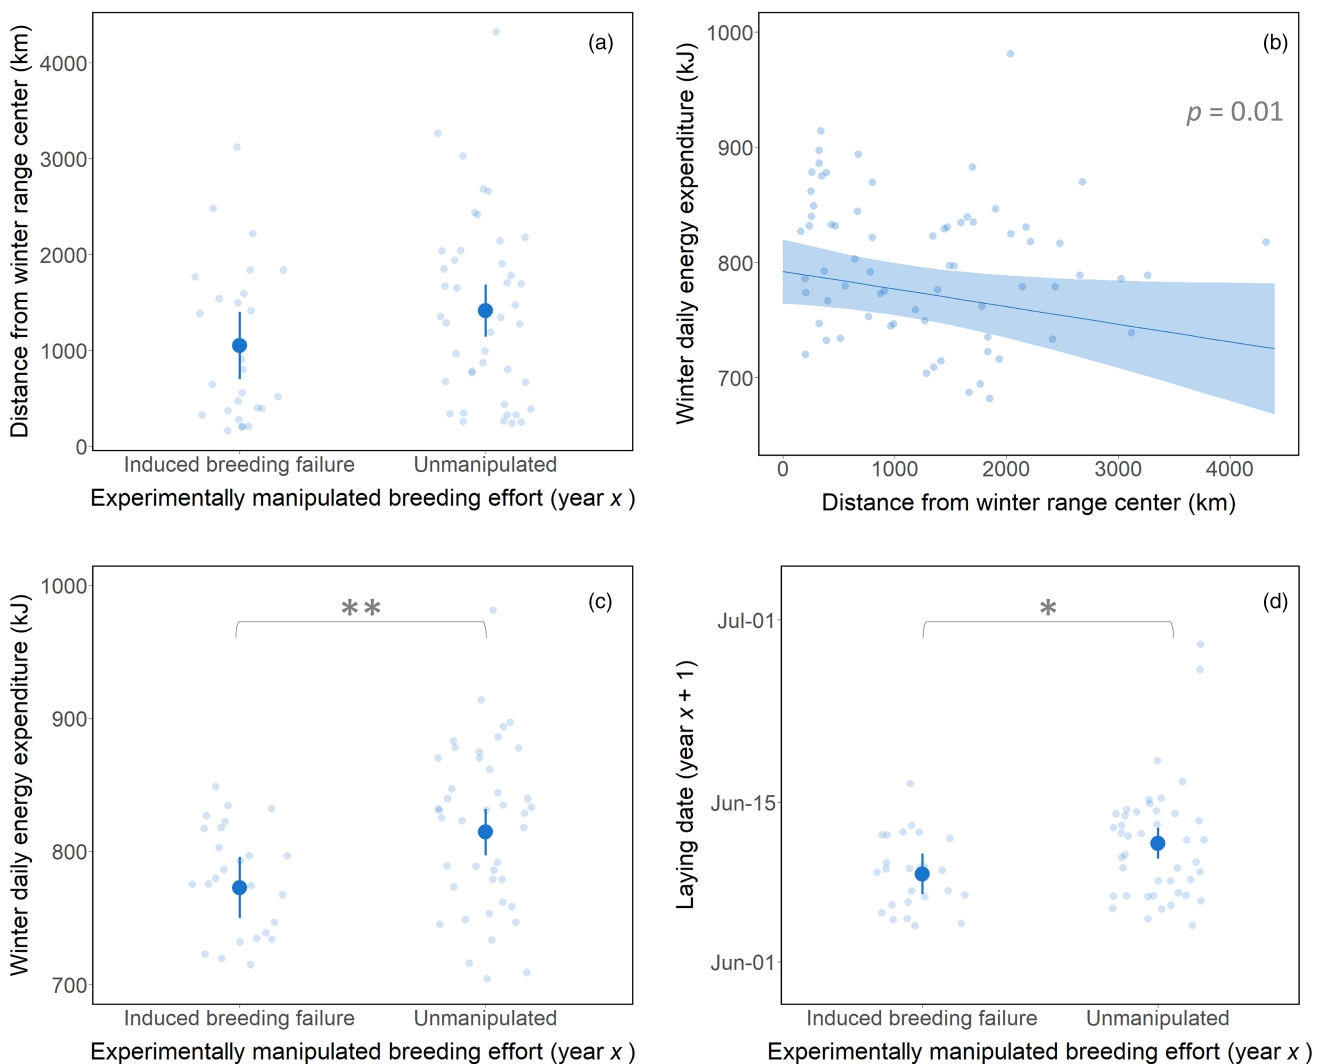 (a)
Distance from winter range center (km)
4000
3000
2000
1000
0
Induced breeding failure
Unmanipulated
Experimentally manipulated breeding effort (year x )
(b)
p = 0.01
Winter daily energy expenditure (kJ)
1000
900
800
700
0
1000
2000
3000
4000
Distance from winter range center (km)
(c)
**
Winter daily energy expenditure (kJ)
1000
900
800
700
Induced breeding failure
Unmanipulated
Experimentally manipulated breeding effort (year x )
(d)
*
Laying date (year x + 1)
Jul-01
Jun-15
Jun-01
Induced breeding failure
Unmanipulated
Experimentally manipulated breeding effort (year x )